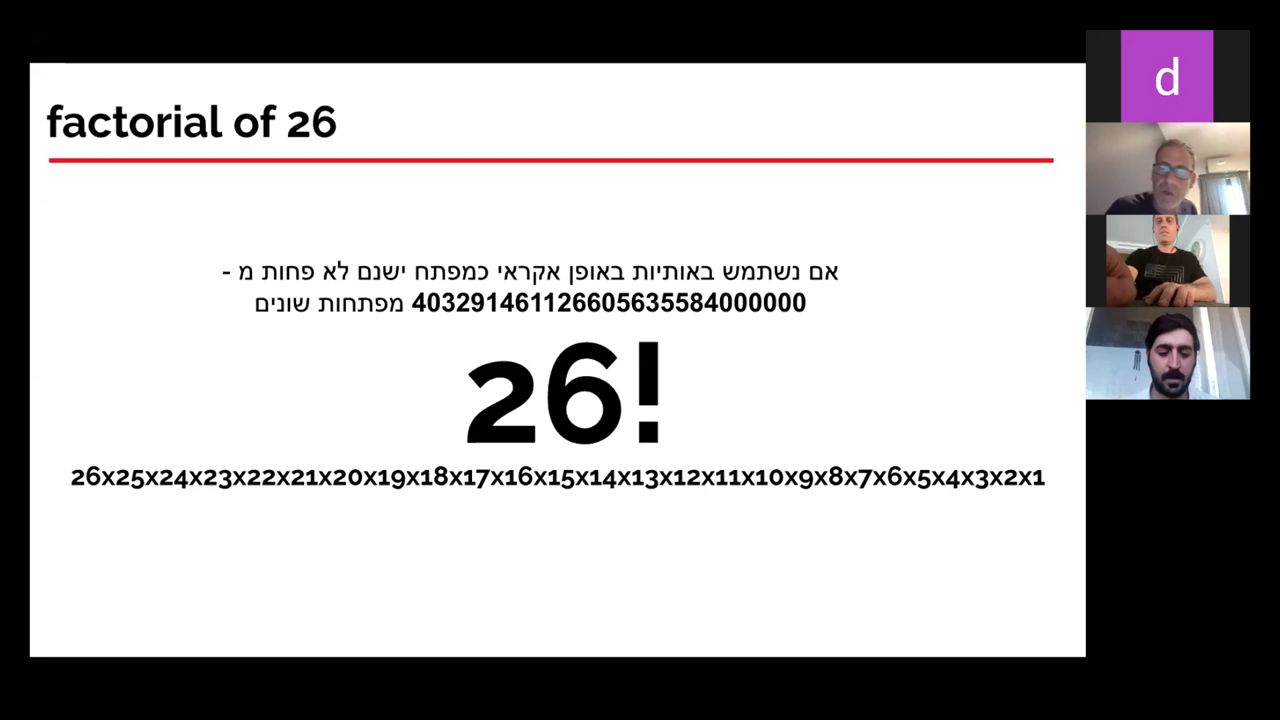 factorial of 26
אם נשתמש באותיות באופן אקראי כמפתח ישנם לא פחות מ -
403291461126605635584000000 מפתחות שונים
26!
26x25x24x23x22x21x20x19x18x17x16x15x14x13x12x11x10x9x8x7x6x5x4x3x2x1
d